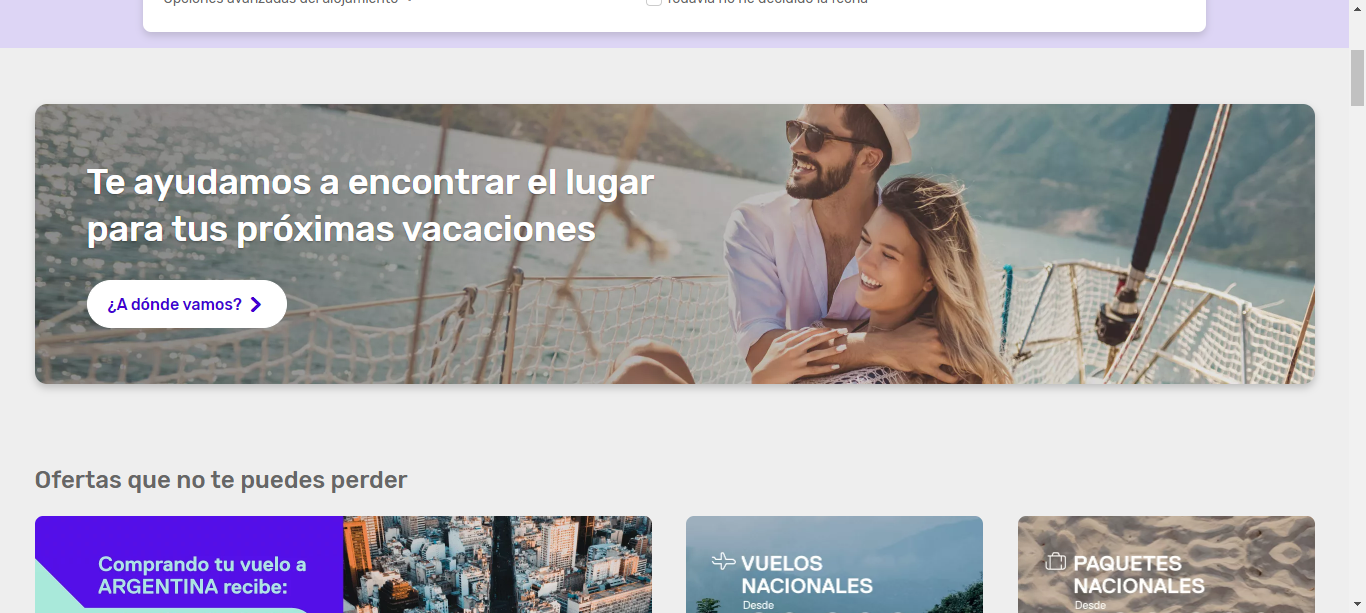 Opciones avanzadas del alojamiento
Todavía no he decidido la fecha
Te ayudamos a encontrar el lugar
para tus próximas vacaciones
¿A dónde vamos?
Ofertas que no te puedes perder
Comprando tu vuelo a
ARGENTINA recibe:
VUELOS
NACIONALES
Desde
PAQUETES
NACIONALES
Desde